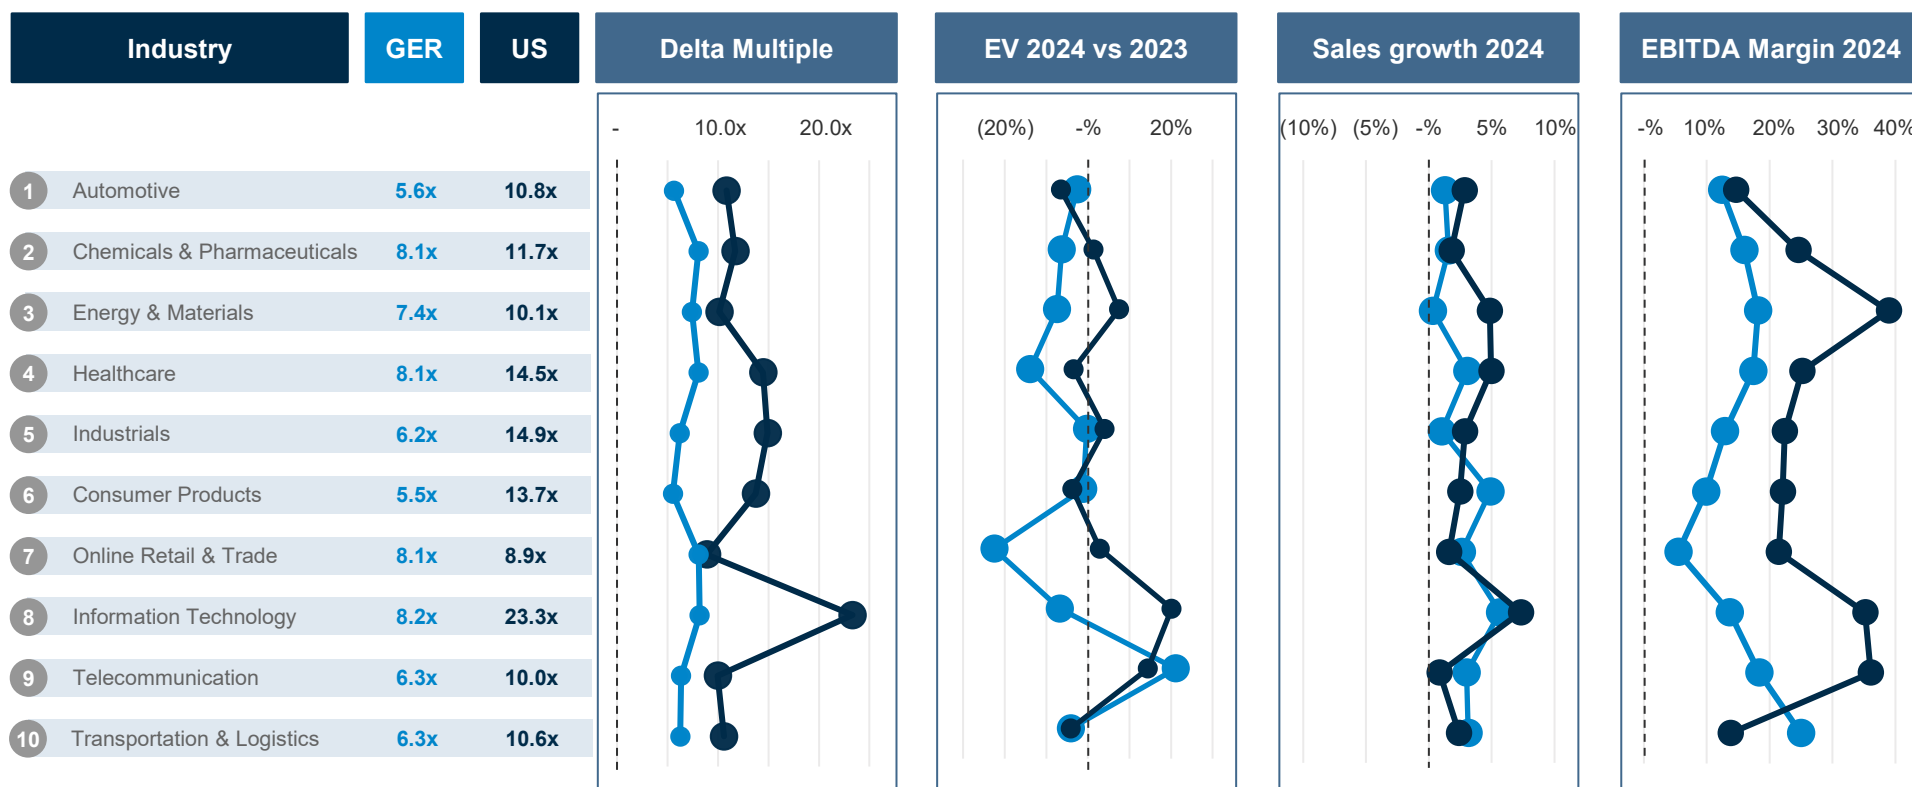 Industry GER US Delta Multiple EV 2024 vs 2023 Sales growth 2024 EBITDA Margin 2024
- 10.0x 20.0x (20%) -% 20% (10%) (5%) -% 5% 10% -% 10% 20% 30% 40%
1 Automotive 5.6x 10.8x
2 Chemicals & Pharmaceuticals 8.1x 11.7x
3 Energy & Materials 7.4x 10.1x
4 Healthcare 8.1x 14.5x
5 Industrials 6.2x 14.9x
6 Consumer Products 5.5x 13.7x
7 Online Retail & Trade 8.1x 8.9x
8 Information Technology 8.2x 23.3x
9 Telecommunication 6.3x 10.0x
10 Transportation & Logistics 6.3x 10.6x